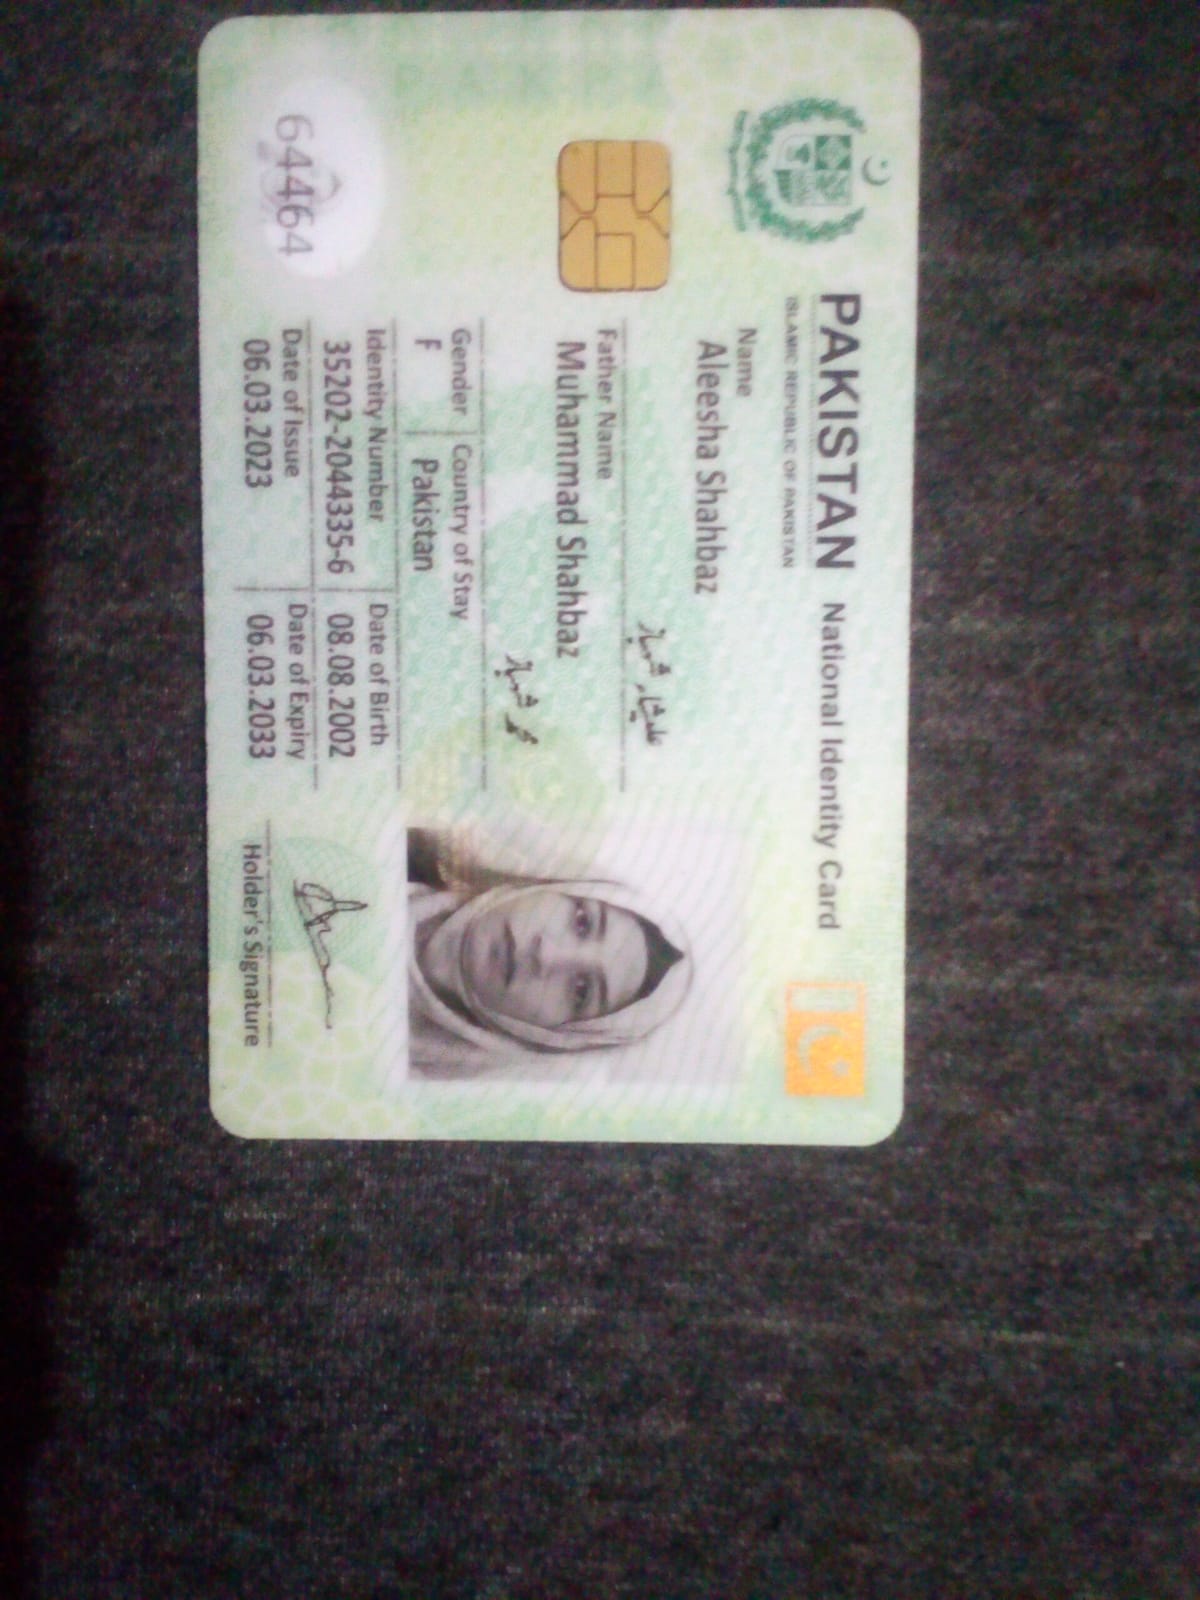 PAKISTAN National Identity Card
ISLAMIC REPUBLIC OF PAKISTAN
Name
Aleesha Shahbaz
علیشاہ شہباز
Father Name
Muhammad Shahbaz
محمد شہباز
Gender Country of Stay
F Pakistan
Identity Number Date of Birth
35202-2044335-6 08.08.2002
Date of Issue Date of Expiry
06.03.2023 06.03.2033
Holder's Signature
64464